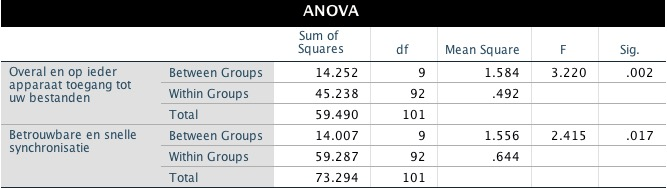 ANOVA
Sum of Squares df Mean Square F Sig.
Overal en op ieder apparaat toegang tot uw bestanden Between Groups 14.252 9 1.584 3.220 .002
Within Groups 45.238 92 .492
Total 59.490 101
Betrouwbare en snelle synchronisatie Between Groups 14.007 9 1.556 2.415 .017
Within Groups 59.287 92 .644
Total 73.294 101